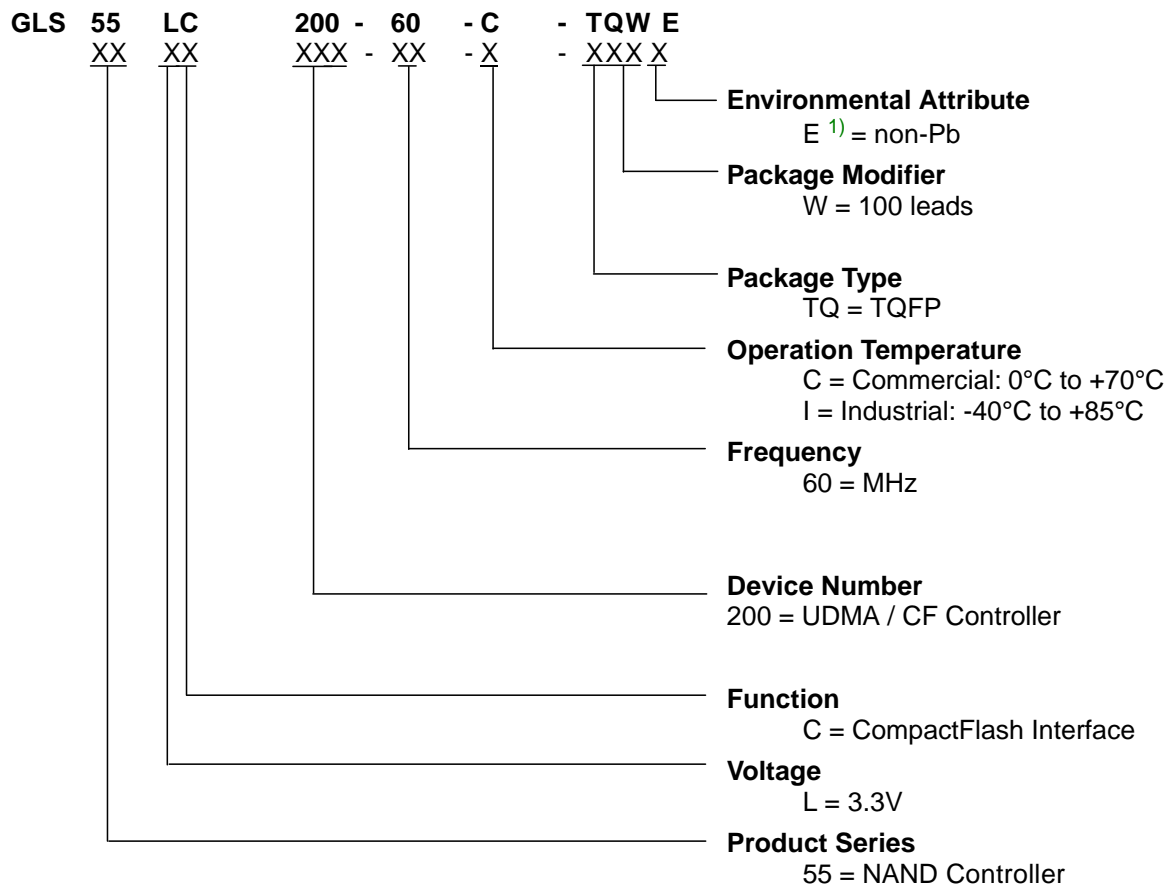 GLS 55 LC 200 - 60 - C - TQW E
XX XX XXX - XX - X - XXX X
Environmental Attribute
E 1) = non-Pb
Package Modifier
W = 100 leads
Package Type
TQ = TQFP
Operation Temperature
C = Commercial: 0°C to +70°C
I = Industrial: -40°C to +85°C
Frequency
60 = MHz
Device Number
200 = UDMA / CF Controller
Function
C = CompactFlash Interface
Voltage
L = 3.3V
Product Series
55 = NAND Controller